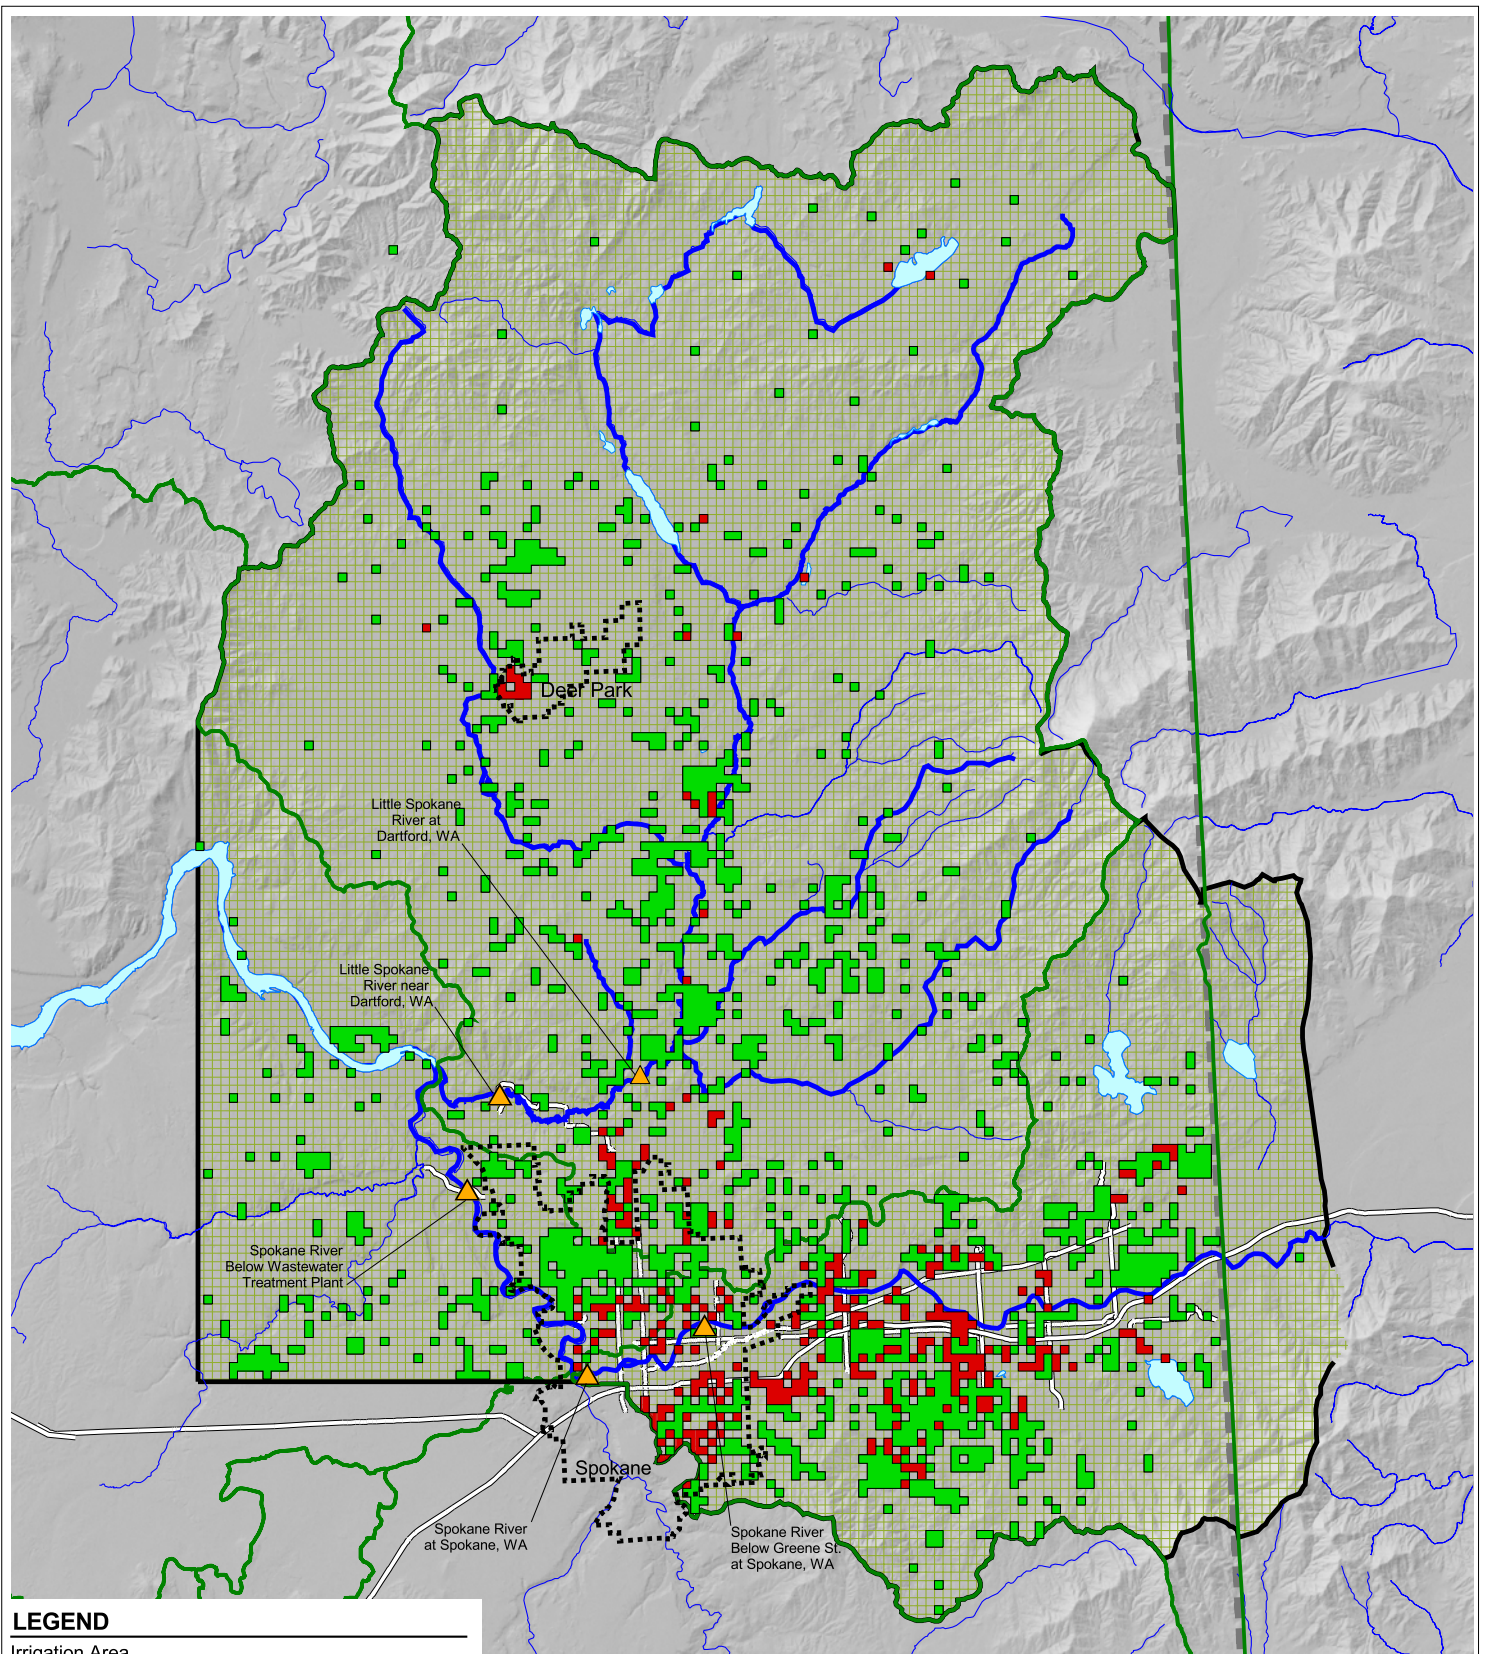 Deer Park
Little Spokane
River at
Dartford, WA
Little Spokane
River near
Dartford, WA
Spokane River
Below Wastewater
Treatment Plant
Spokane
Spokane River
at Spokane, WA
Spokane River
Below Greene St.
at Spokane, WA
LEGEND
Irrigation Area